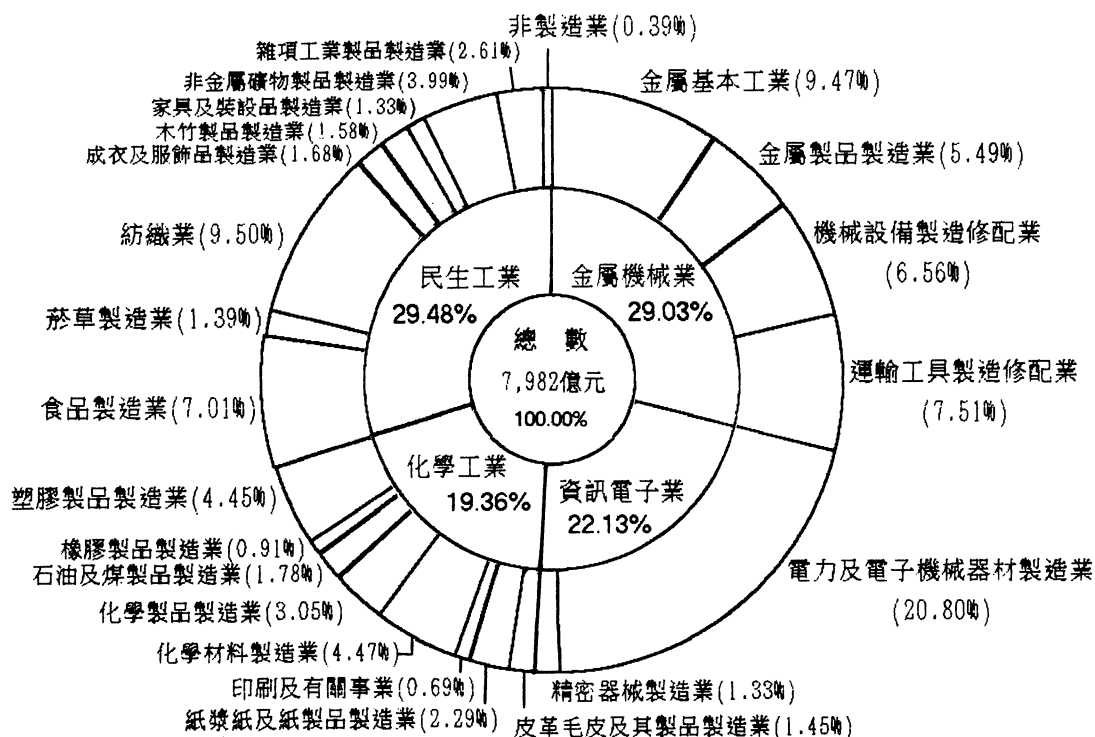 非製造業(0.39%)
雜項工業製品製造業(2.61%)
非金屬礦物製品製造業(3.99%)
家具及裝設品製造業(1.33%)
木竹製品製造業(1.58%)
成衣及服飾品製造業(1.68%)
紡織業(9.50%)
菸草製造業(1.39%)
食品製造業(7.01%)
塑膠製品製造業(4.45%)
橡膠製品製造業(0.91%)
石油及煤製品製造業(1.78%)
化學製品製造業(3.05%)
化學材料製造業(4.47%)
印刷及有關事業(0.69%)
紙漿紙及紙製品製造業(2.29%)
皮革毛皮及其製品製造業(1.45%)
精密器械製造業(1.33%)
電力及電子機械器材製造業
(20.80%)
運輸工具製造修配業
(7.51%)
機械設備製造修配業
(6.56%)
金屬製品製造業(5.49%)
金屬基本工業(9.47%)
民生工業
29.48%
金屬機械業
29.03%
總 數
7,982億元
100.00%
化學工業
19.36%
資訊電子業
22.13%